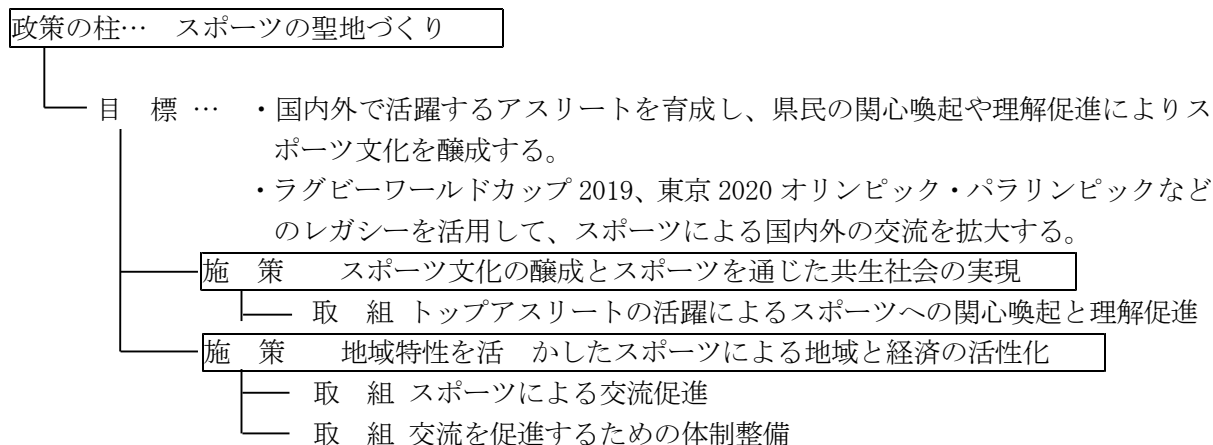 政策の柱… スポーツの聖地づくり
目 標 … ・国内外で活躍するアスリートを育成し、県民の関心喚起や理解促進によりス
ポーツ文化を醸成する。
・ラグビーワールドカップ 2019、東京 2020 オリンピック・パラリンピックなど
のレガシーを活用して、スポーツによる国内外の交流を拡大する。
施 策 スポーツ文化の醸成とスポーツを通じた共生社会の実現
取 組 トップアスリートの活躍によるスポーツへの関心喚起と理解促進
施 策 地域特性を活 かしたスポーツによる地域と経済の活性化
取 組 スポーツによる交流促進
取 組 交流を促進するための体制整備